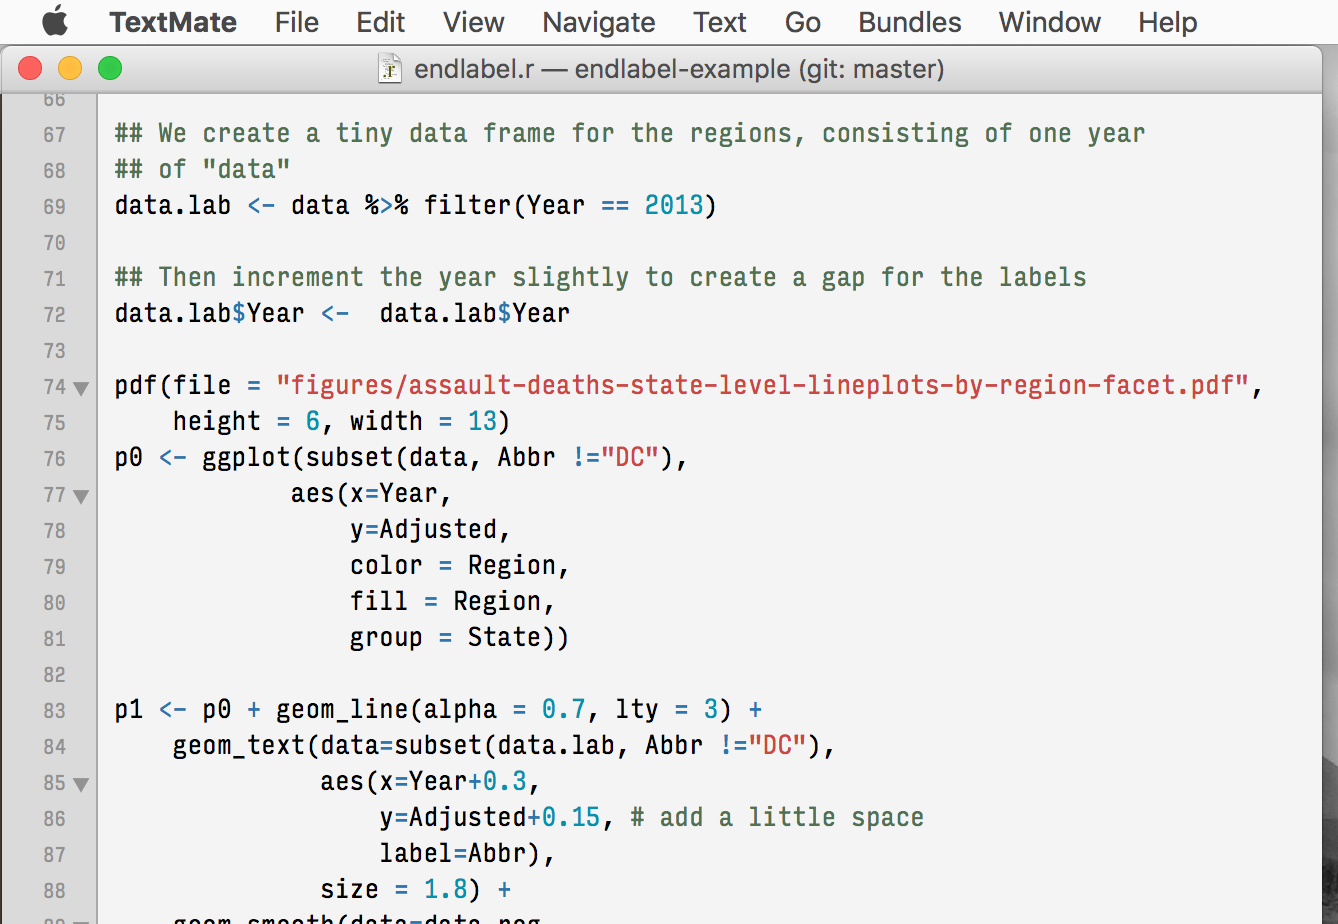 TextMate File Edit View Navigate Text Go Bundles Window Help
endlabel.r — endlabel-example (git: master)
66
67 ## We create a tiny data frame for the regions, consisting of one year
68 ## of "data"
69 data.lab <- data %>% filter(Year == 2013)
70
71 ## Then increment the year slightly to create a gap for the labels
72 data.lab$Year <-  data.lab$Year
73
74 pdf(file = "figures/assault-deaths-state-level-lineplots-by-region-facet.pdf",
75     height = 6, width = 13)
76 p0 <- ggplot(subset(data, Abbr !="DC"),
77             aes(x=Year,
78                 y=Adjusted,
79                 color = Region,
80                 fill = Region,
81                 group = State))
82
83 p1 <- p0 + geom_line(alpha = 0.7, lty = 3) +
84     geom_text(data=subset(data.lab, Abbr !="DC"),
85               aes(x=Year+0.3,
86                   y=Adjusted+0.15, # add a little space
87                   label=Abbr),
88               size = 1.8) +
89     geom_smooth(data=data.reg,